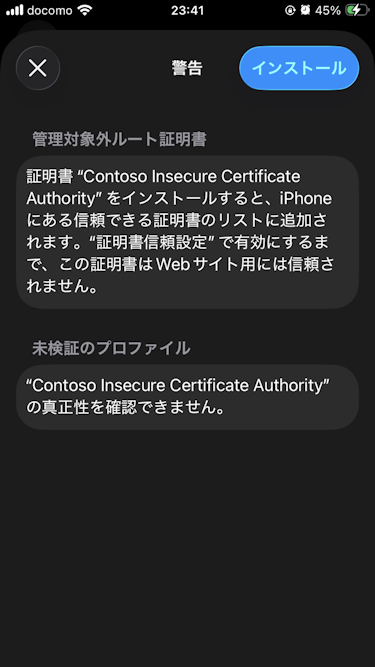 docomo 23:41 45%
警告
インストール
管理対象外ルート証明書
証明書 “Contoso Insecure Certificate
Authority” をインストールすると、iPhone
にある信頼できる証明書のリストに追加さ
れます。“証明書信頼設定” で有効にするま
で、この証明書はWebサイト用には信頼さ
れません。
未検証のプロファイル
“Contoso Insecure Certificate Authority”
の真正性を確認できません。